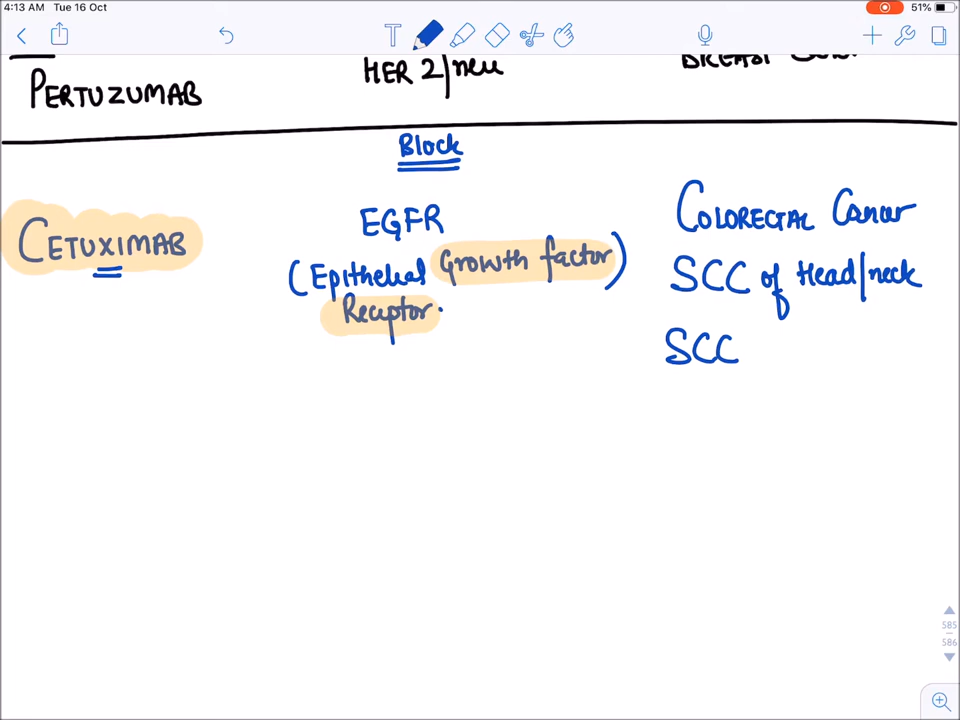 4:13 AM Tue 16 Oct
51%
T
HER 2/neu
PERTUZUMAB
Block
CETUXIMAB
EGFR
(Epithelial Growth factor)
Receptor.
COLORECTAL Cancer
SCC of Head/neck
SCC
585
586